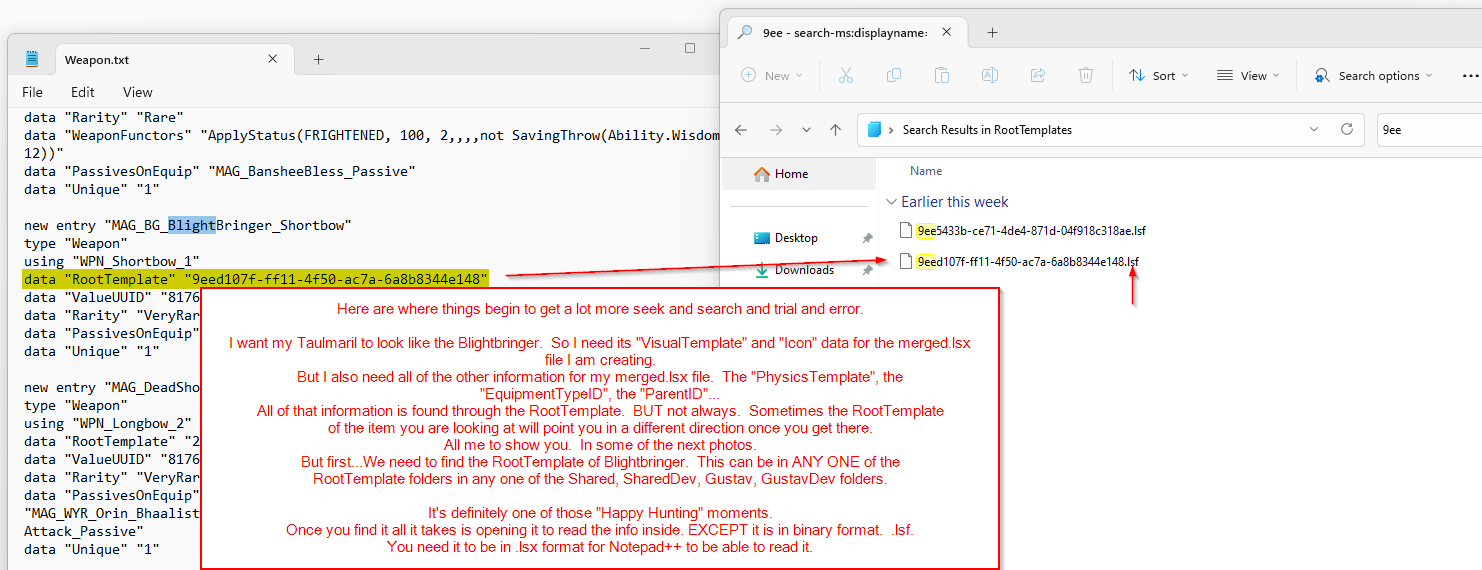 Weapon.txt
File Edit View
data "Rarity" "Rare"
data "WeaponFunctors" "ApplyStatus(FRIGHTENED, 100, 2,,,,not SavingThrow(Ability.Wisdom
12))"
data "PassivesOnEquip" "MAG_BansheeBless_Passive"
data "Unique" "1"
new entry "MAG_BG_BlightBringer_Shortbow"
type "Weapon"
using "WPN_Shortbow_1"
data "RootTemplate" "9eed107f-ff11-4f50-ac7a-6a8b8344e148"
data "ValueUUID" "8176
data "Rarity" "VeryRar
data "PassivesOnEquip"
data "Unique" "1"
new entry "MAG_DeadSho
type "Weapon"
using "WPN_Longbow_2"
data "RootTemplate" "2
data "ValueUUID" "8176
data "Rarity" "VeryRar
data "PassivesOnEquip"
"MAG_WYR_Orin_Bhaalist
Attack_Passive"
data "Unique" "1"
Here are where things begin to get a lot more seek and search and trial and error.
I want my Taulmaril to look like the Blightbringer. So I need its "VisualTemplate" and "Icon" data for the merged.lsx
file I am creating.
But I also need all of the other information for my merged.lsx file. The "PhysicsTemplate", the
"EquipmentTypeID", the "ParentID"...
All of that information is found through the RootTemplate. BUT not always. Sometimes the RootTemplate
of the item you are looking at will point you in a different direction once you get there.
All me to show you. In some of the next photos.
But first...We need to find the RootTemplate of Blightbringer. This can be in ANY ONE of the
RootTemplate folders in any one of the Shared, SharedDev, Gustav, GustavDev folders.
It's definitely one of those "Happy Hunting" moments.
Once you find it all it takes is opening it to read the info inside. EXCEPT it is in binary format. .lsf.
You need it to be in .lsx format for Notepad++ to be able to read it.
9ee - search-ms:displayname:
New Sort View Search options
Search Results in RootTemplates
9ee
Home
Desktop
Downloads
Name
Earlier this week
9ee5433b-ce71-4de4-871d-04f918c318ae.lsf
9eed107f-ff11-4f50-ac7a-6a8b8344e148.lsf